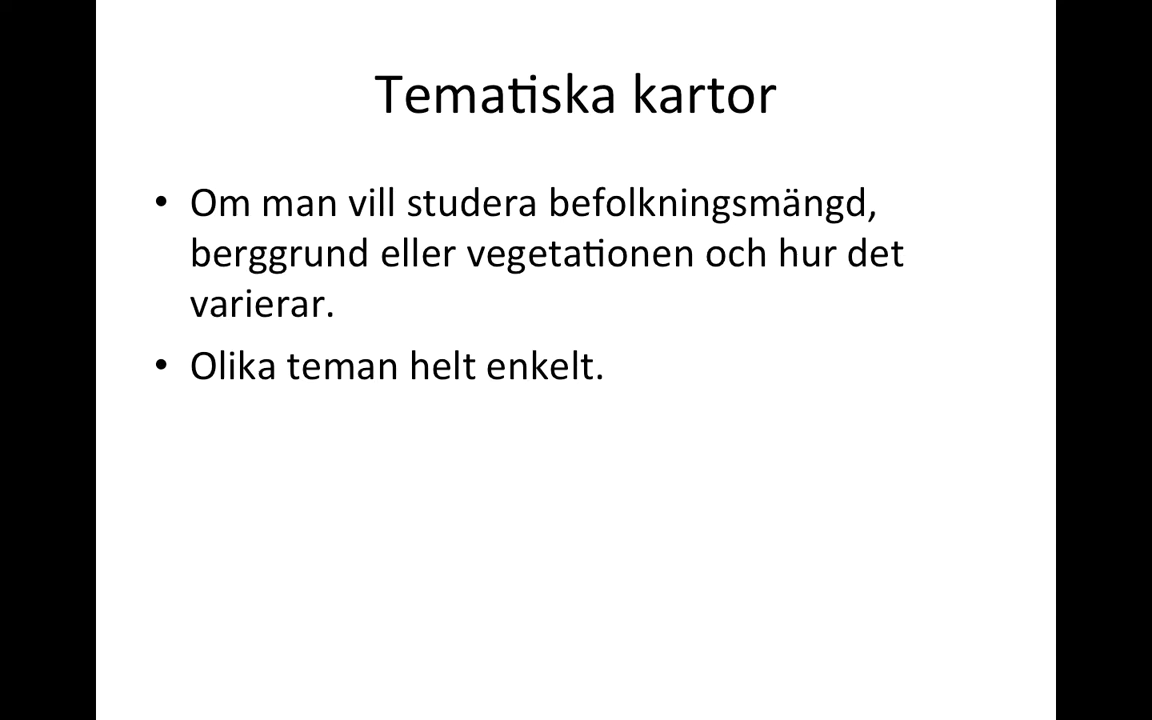 Tematiska kartor
• Om man vill studera befolkningsmängd,
berggrund eller vegetationen och hur det
varierar.
• Olika teman helt enkelt.